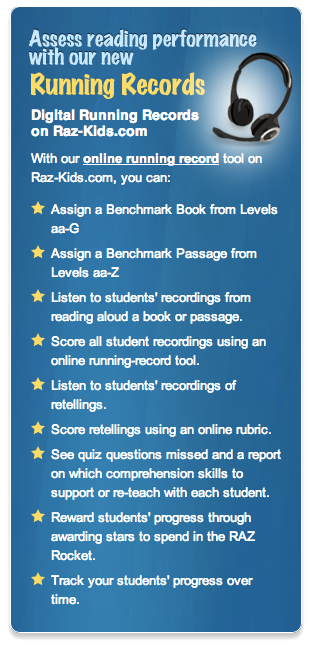 Assess reading performance
with our new
Running Records
Digital Running Records
on Raz-Kids.com
With our online running record tool on
Raz-Kids.com, you can:
Assign a Benchmark Book from Levels
aa-G
Assign a Benchmark Passage from
Levels aa-Z
Listen to students' recordings from
reading aloud a book or passage.
Score all student recordings using an
online running-record tool.
Listen to students' recordings of
retellings.
Score retellings using an online rubric.
See quiz questions missed and a report
on which comprehension skills to
support or re-teach with each student.
Reward students' progress through
awarding stars to spend in the RAZ
Rocket.
Track your students' progress over
time.